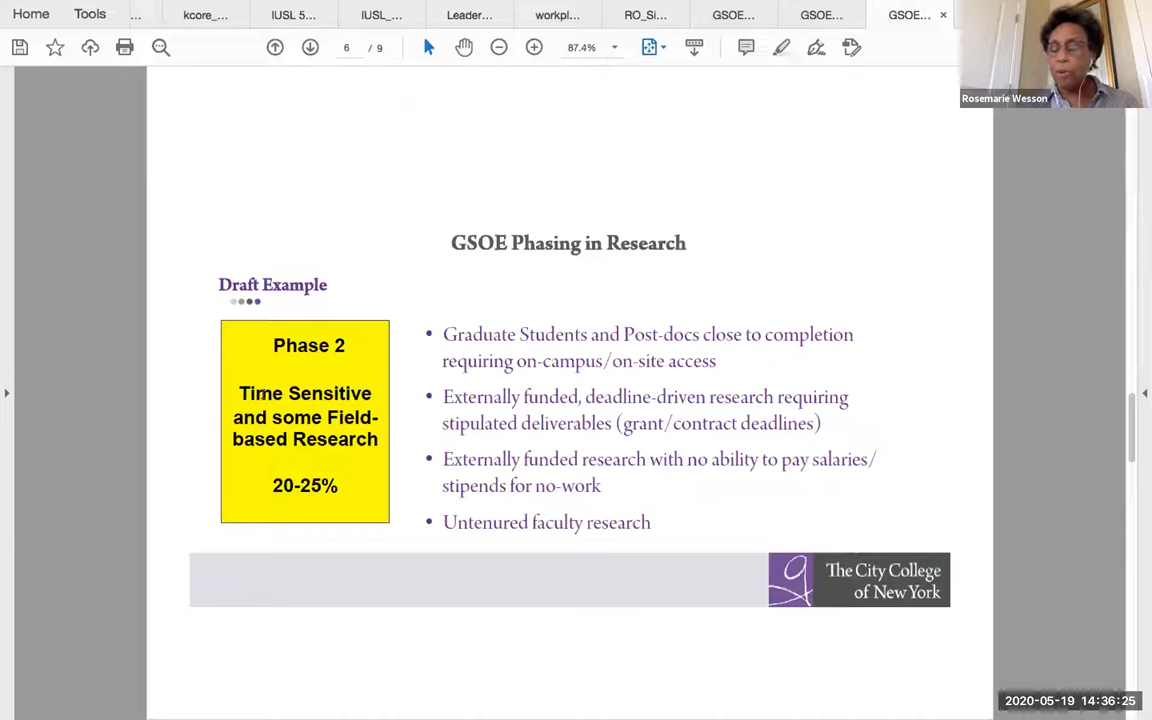 Home
Tools
...
kcore_...
IUSL 5...
IUSL_...
Leader...
workpl...
RO_Si...
GSOE...
GSOE...
GSOE...
×
6 / 9
87.4%
Rosemarie Wesson
GSOE Phasing in Research
Draft Example
Phase 2
Time Sensitive
and some Field-
based Research
20-25%
• Graduate Students and Post-docs close to completion
requiring on-campus/on-site access
• Externally funded, deadline-driven research requiring
stipulated deliverables (grant/contract deadlines)
• Externally funded research with no ability to pay salaries/
stipends for no-work
• Untenured faculty research
The City College
of New York
2020-05-19 14:36:25